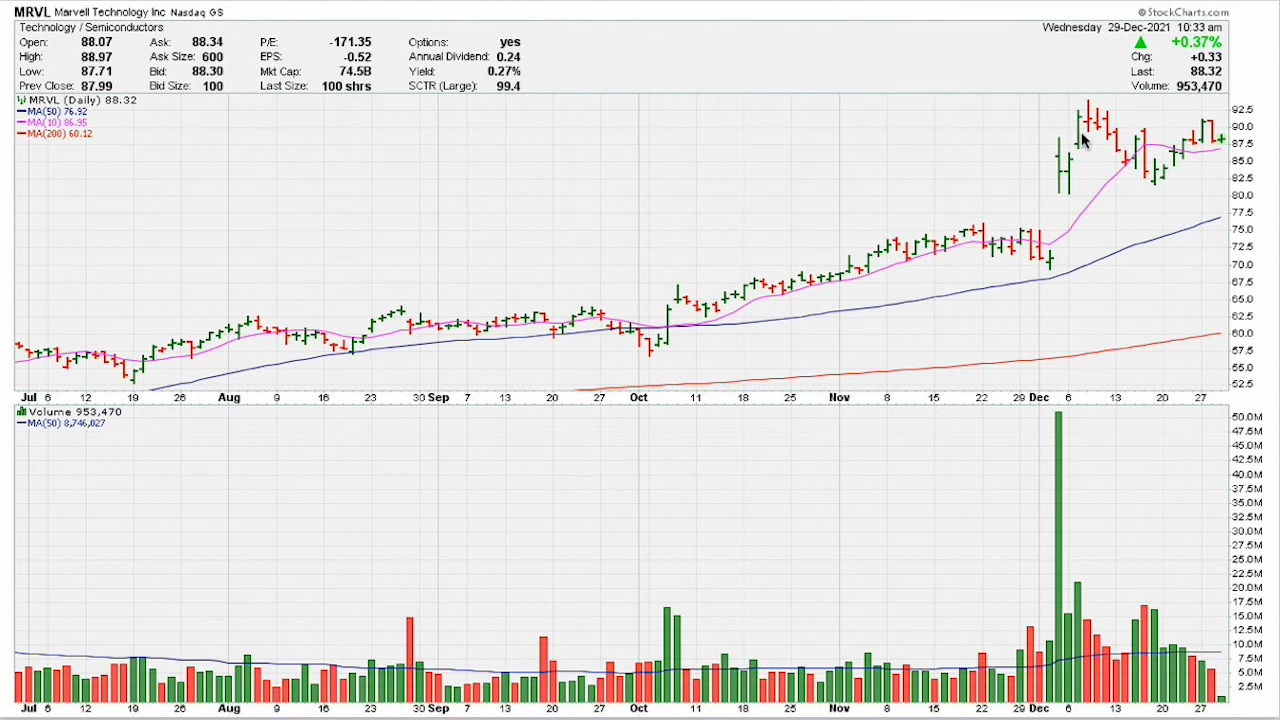 MRVL Marvell Technology Inc Nasdaq GS © StockCharts.com
Technology / Semiconductors Wednesday 29-Dec-2021 10:33 am
Open: 88.07 Ask: 88.34 P/E: -171.35 Options: yes +0.37%
High: 88.97 Ask Size: 600 EPS: -0.52 Annual Dividend: 0.24 Chg: +0.33
Low: 87.71 Bid: 88.30 Mkt Cap: 74.5B Yield: 0.27% Last: 88.32
Prev Close: 87.99 Bid Size: 100 Last Size: 100 shrs SCTR (Large): 99.4 Volume: 953,470
MRVL (Daily) 88.32
MA(50) 76.92
MA(10) 86.95
MA(200) 60.12
92.5
90.0
87.5
85.0
82.5
80.0
77.5
75.0
72.5
70.0
67.5
65.0
62.5
60.0
57.5
55.0
52.5
Jul 6 12 19 26 Aug 9 16 23 30 Sep 7 13 20 27 Oct 11 18 25 Nov 8 15 22 29 Dec 6 13 20 27
Volume 953,470
MA(50) 8,746,027
50.0M
47.5M
45.0M
42.5M
40.0M
37.5M
35.0M
32.5M
30.0M
27.5M
25.0M
22.5M
20.0M
17.5M
15.0M
12.5M
10.0M
7.5M
5.0M
2.5M
Jul 6 12 19 26 Aug 9 16 23 30 Sep 7 13 20 27 Oct 11 18 25 Nov 8 15 22 29 Dec 6 13 20 27